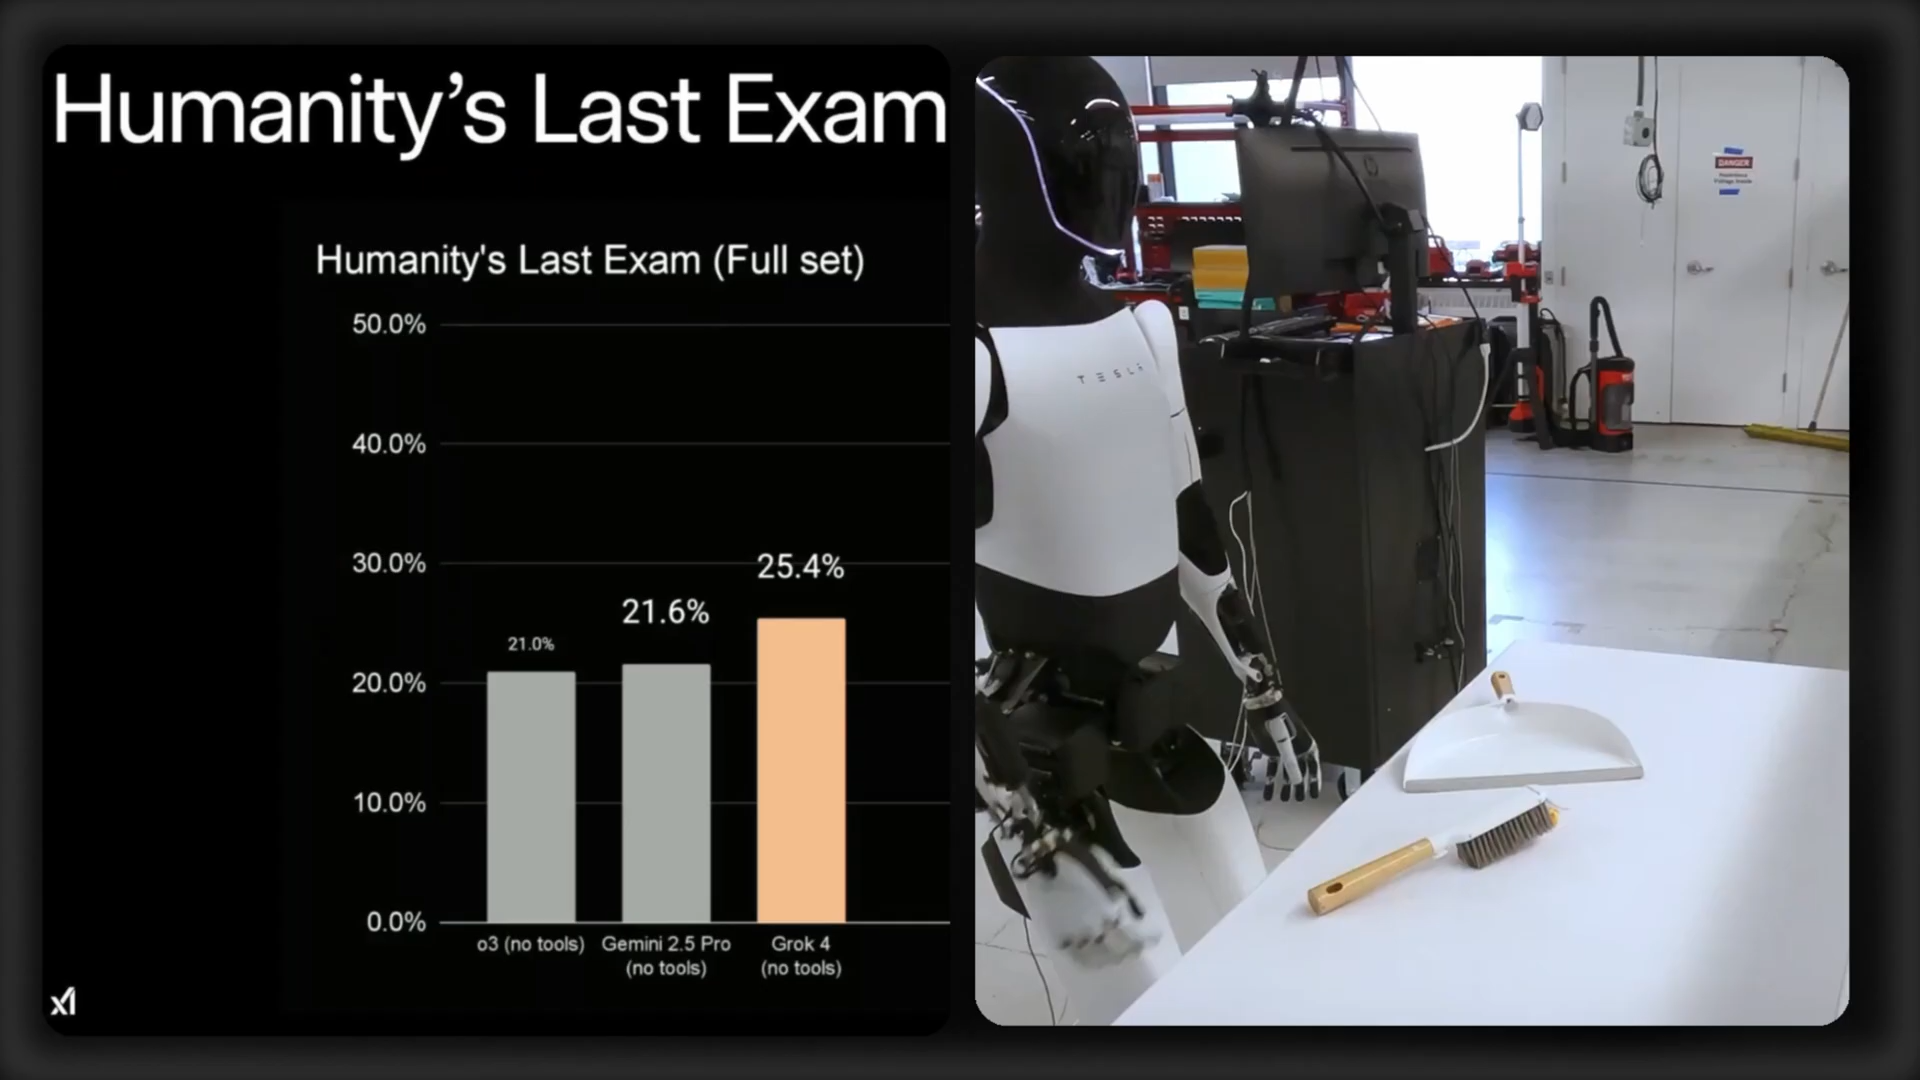 Humanity’s Last Exam
Humanity's Last Exam (Full set)
50.0%
40.0%
30.0%
20.0%
10.0%
0.0%
21.0%
21.6%
25.4%
o3 (no tools)
Gemini 2.5 Pro
(no tools)
Grok 4
(no tools)
xI
TESLA
DANGER